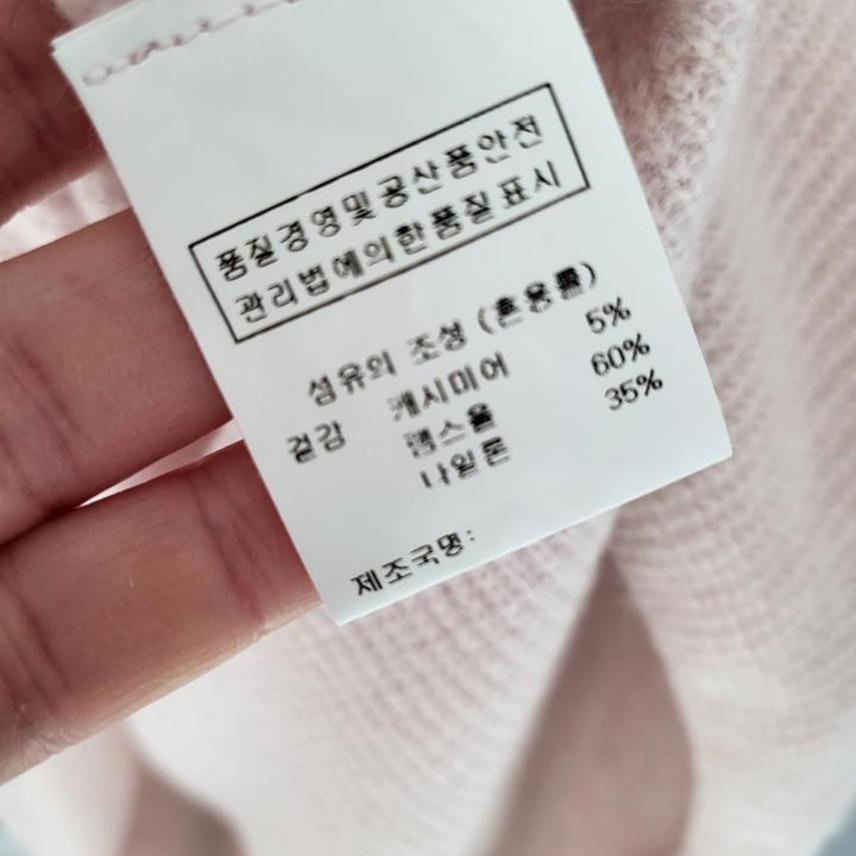 품질경영및공산품안전
관리법에의한품질표시
섬유의 조성 (혼용률)
겉감 캐시미어 5%
램스울 60%
나일론 35%
제조국명: